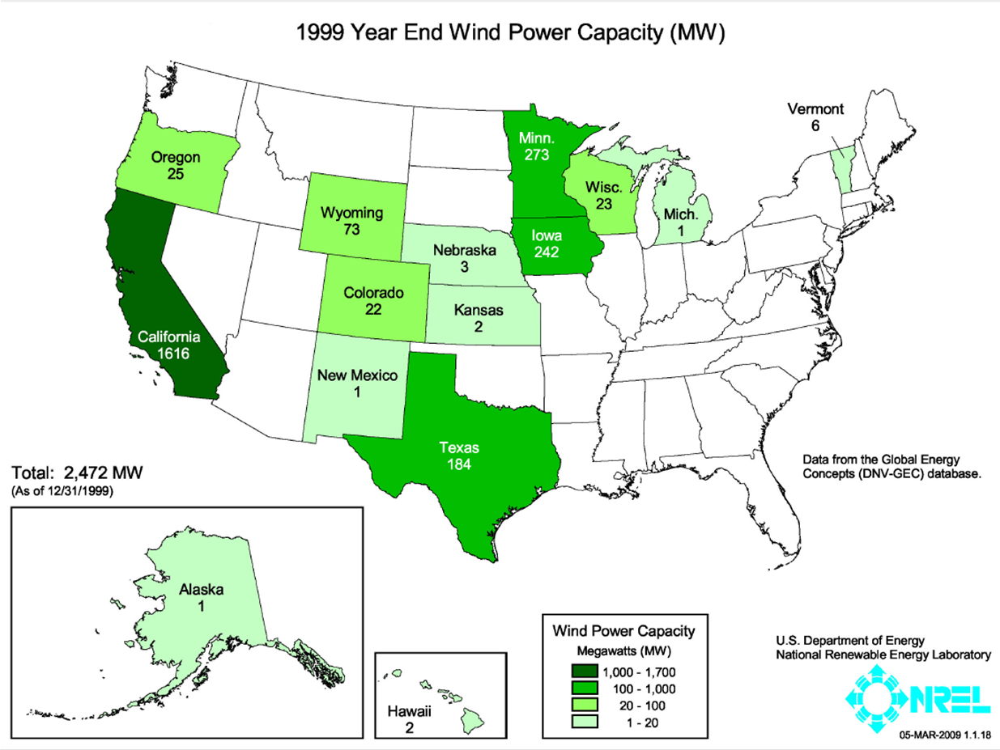 1999 Year End Wind Power Capacity (MW)
Vermont
6
Minn.
273
Oregon
25
Wisc.
23
Wyoming
73
Mich.
1
Iowa
242
Nebraska
3
Colorado
22
Kansas
2
California
1616
New Mexico
1
Texas
184
Data from the Global Energy
Concepts (DNV-GEC) database.
Total: 2,472 MW
(As of 12/31/1999)
Alaska
1
Hawaii
2
Wind Power Capacity
Megawatts (MW)
1,000 - 1,700
100 - 1,000
20 - 100
1 - 20
U.S. Department of Energy
National Renewable Energy Laboratory
NREL
05-MAR-2009 1.1.18